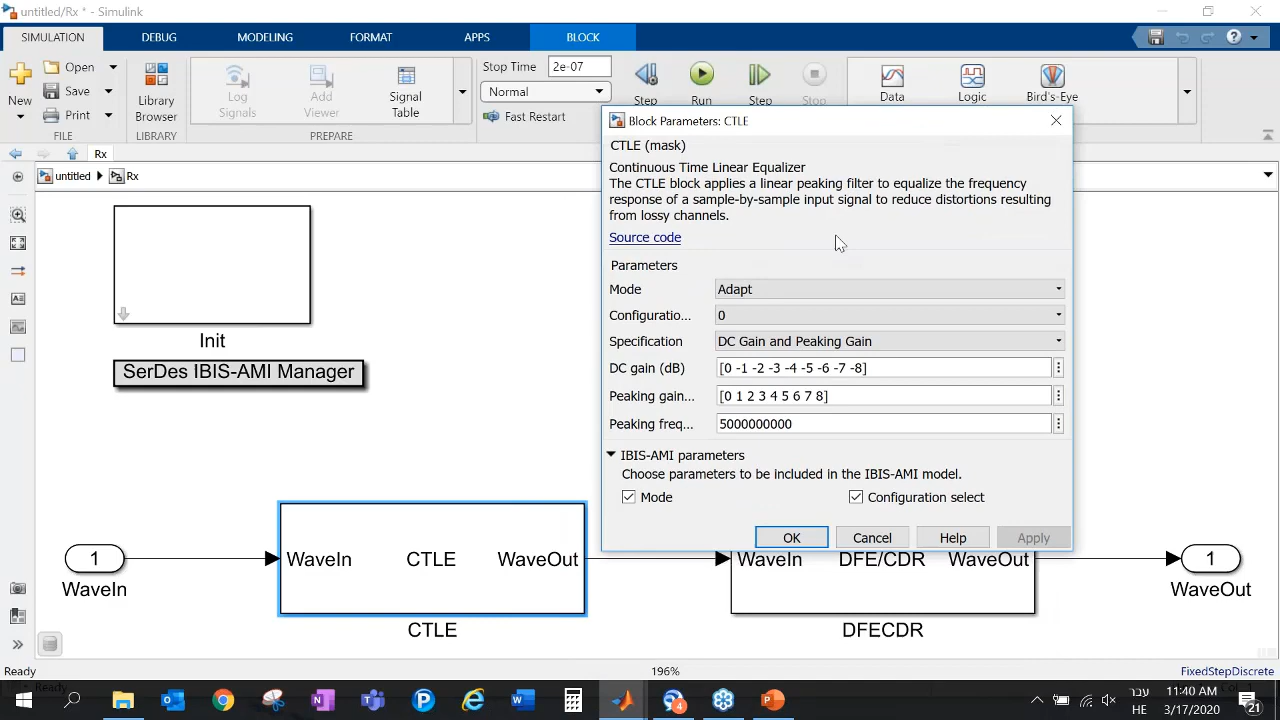 untitled/Rx * - Simulink
SIMULATION
DEBUG
MODELING
FORMAT
APPS
BLOCK
New
Open
Save
Print
FILE
Library
Browser
LIBRARY
Log
Signals
Add
Viewer
Signal
Table
PREPARE
Stop Time 2e-07
Normal
Fast Restart
Step
Run
Step
Stop
Data
Logic
Bird's-Eye
Rx
untitled
Rx
Block Parameters: CTLE
CTLE (mask)
Continuous Time Linear Equalizer
The CTLE block applies a linear peaking filter to equalize the frequency
response of a sample-by-sample input signal to reduce distortions resulting
from lossy channels.
Source code
Parameters
Mode Adapt
Configuratio... 0
Specification DC Gain and Peaking Gain
DC gain (dB) [0 -1 -2 -3 -4 -5 -6 -7 -8]
Peaking gain... [0 1 2 3 4 5 6 7 8]
Peaking freq... 5000000000
IBIS-AMI parameters
Choose parameters to be included in the IBIS-AMI model.
Mode
Configuration select
OK
Cancel
Help
Apply
Init
SerDes IBIS-AMI Manager
1
WaveIn
WaveIn CTLE WaveOut
CTLE
WaveIn DFE/CDR WaveOut
DFECDR
1
WaveOut
Ready
196%
FixedStepDiscrete
Ready
4
עבר
HE
11:40 AM
3/17/2020
21